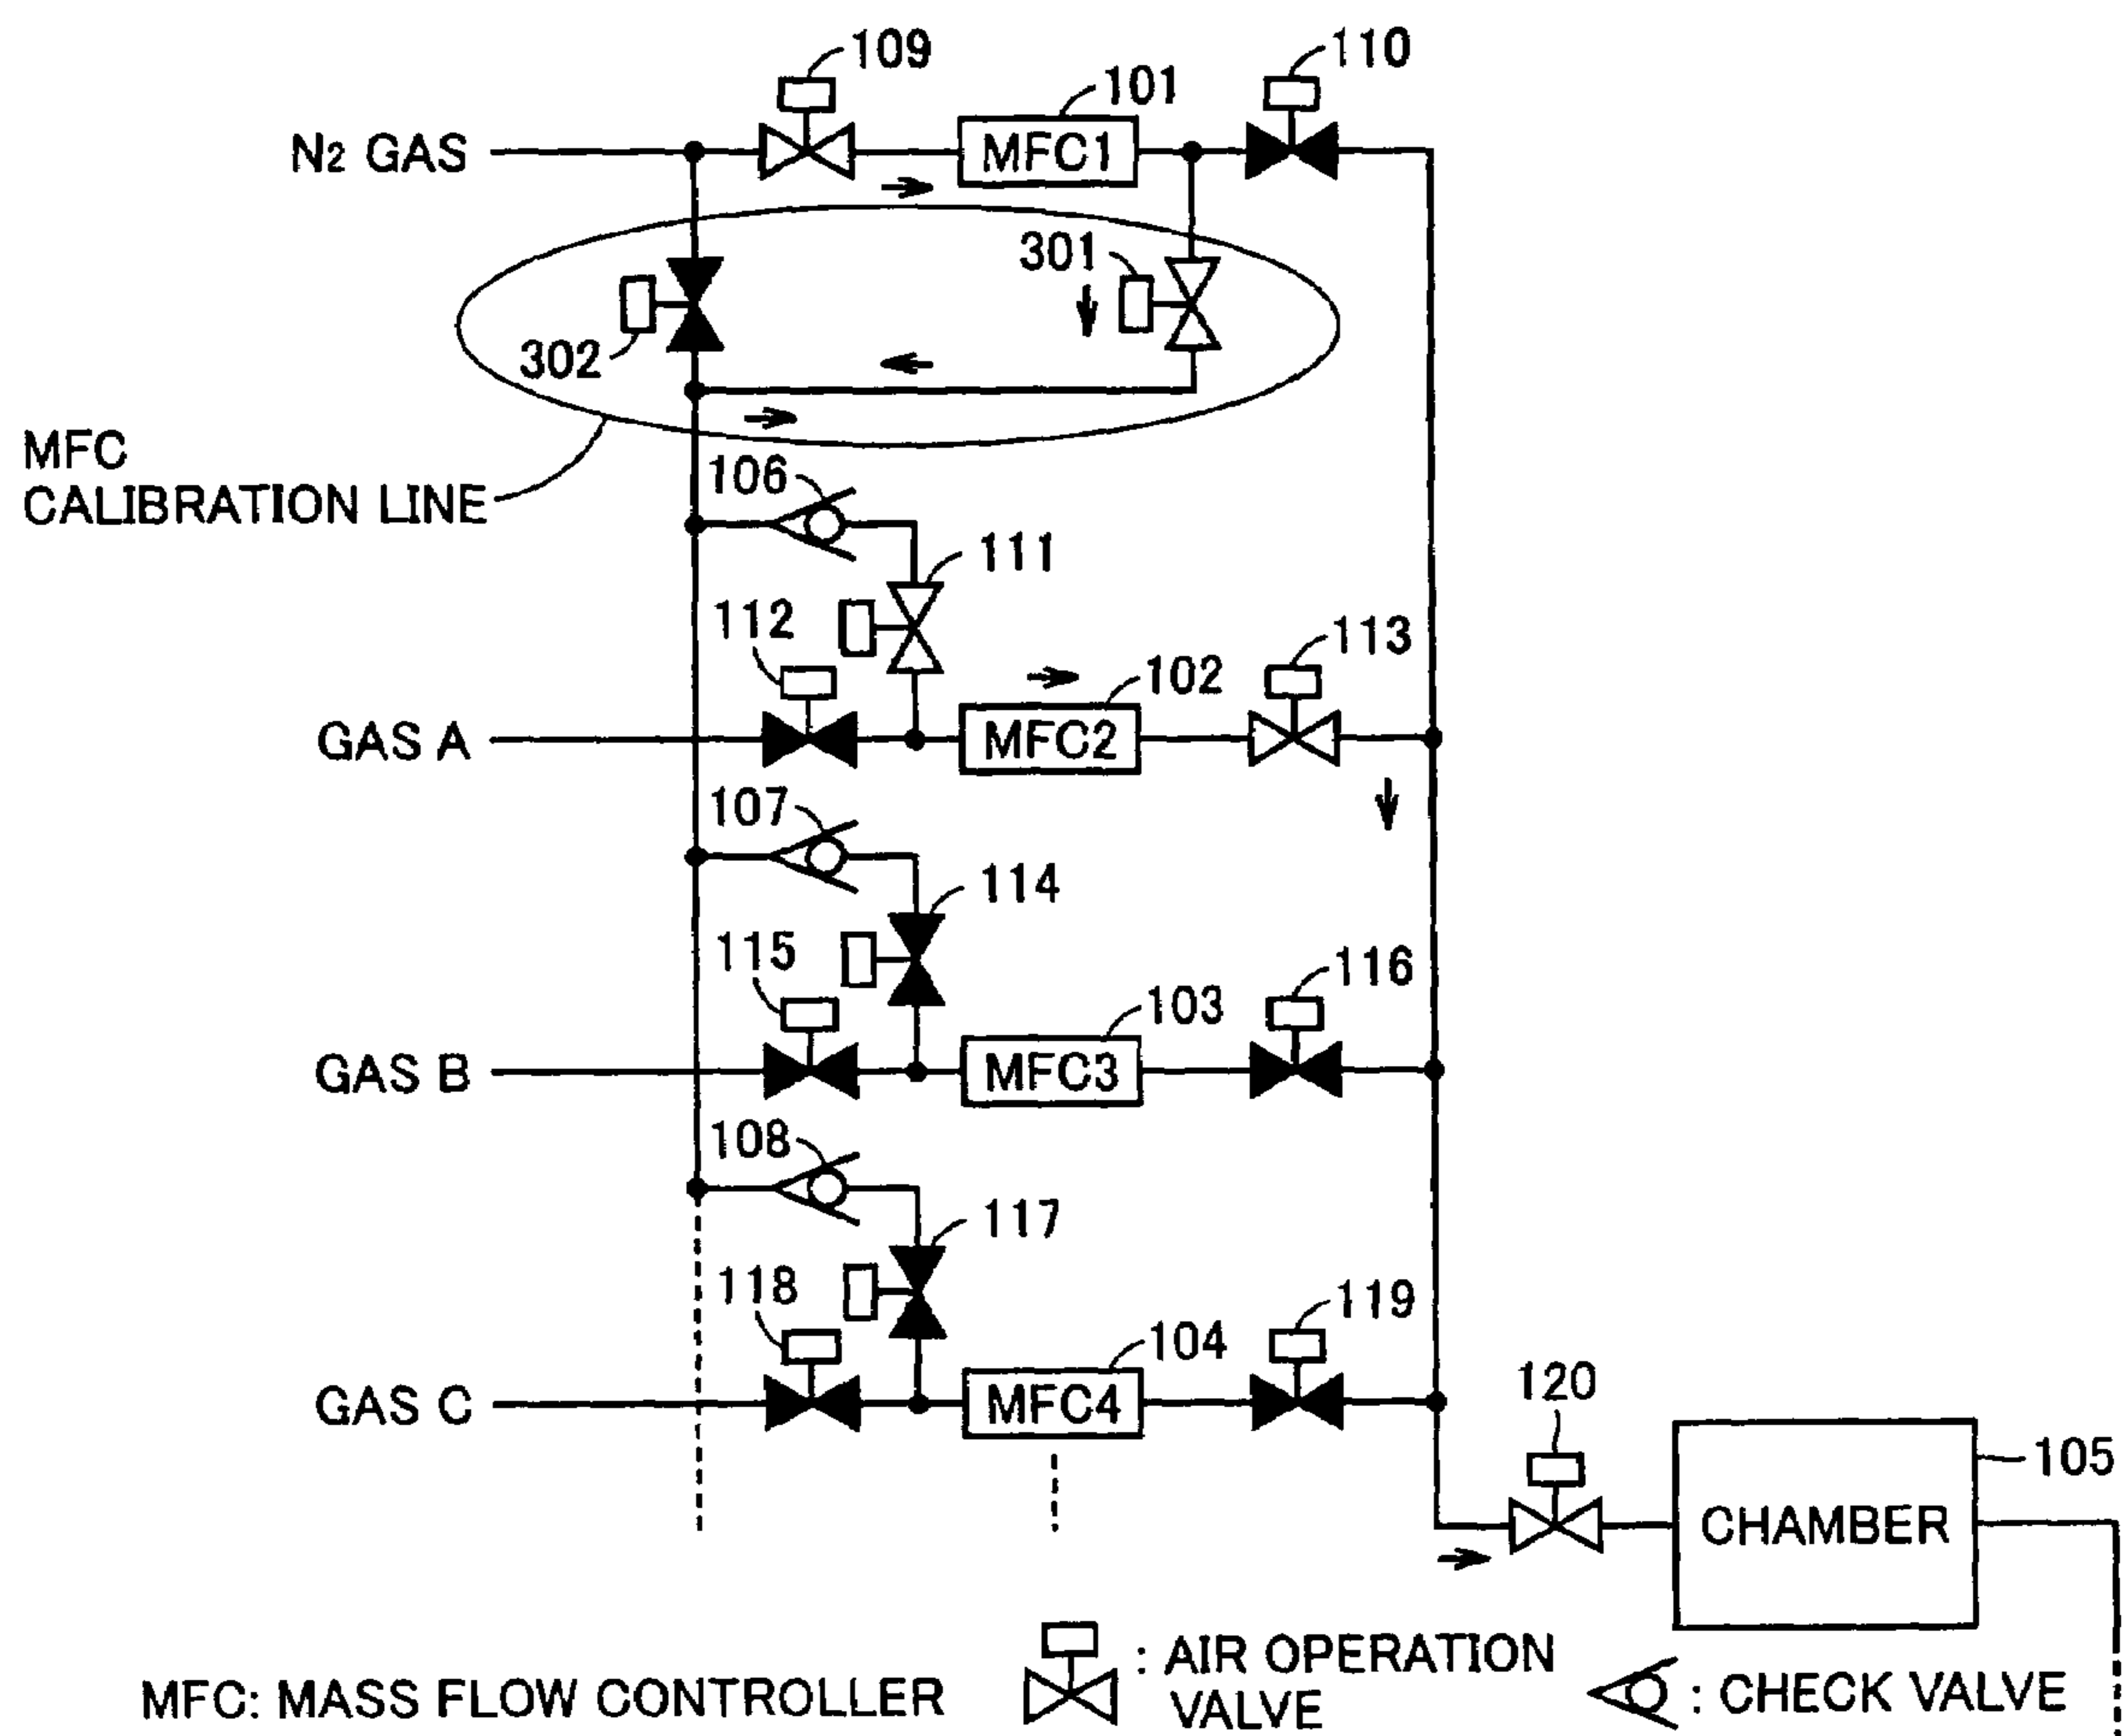 109
110
101
N2 GAS
MFC1
301
302
MFC
CALIBRATION LINE
106
111
112
113
102
GAS A
MFC2
107
114
115
116
103
GAS B
MFC3
108
117
118
119
104
120
GAS C
MFC4
105
CHAMBER
: AIR OPERATION
VALVE
MFC: MASS FLOW CONTROLLER
: CHECK VALVE